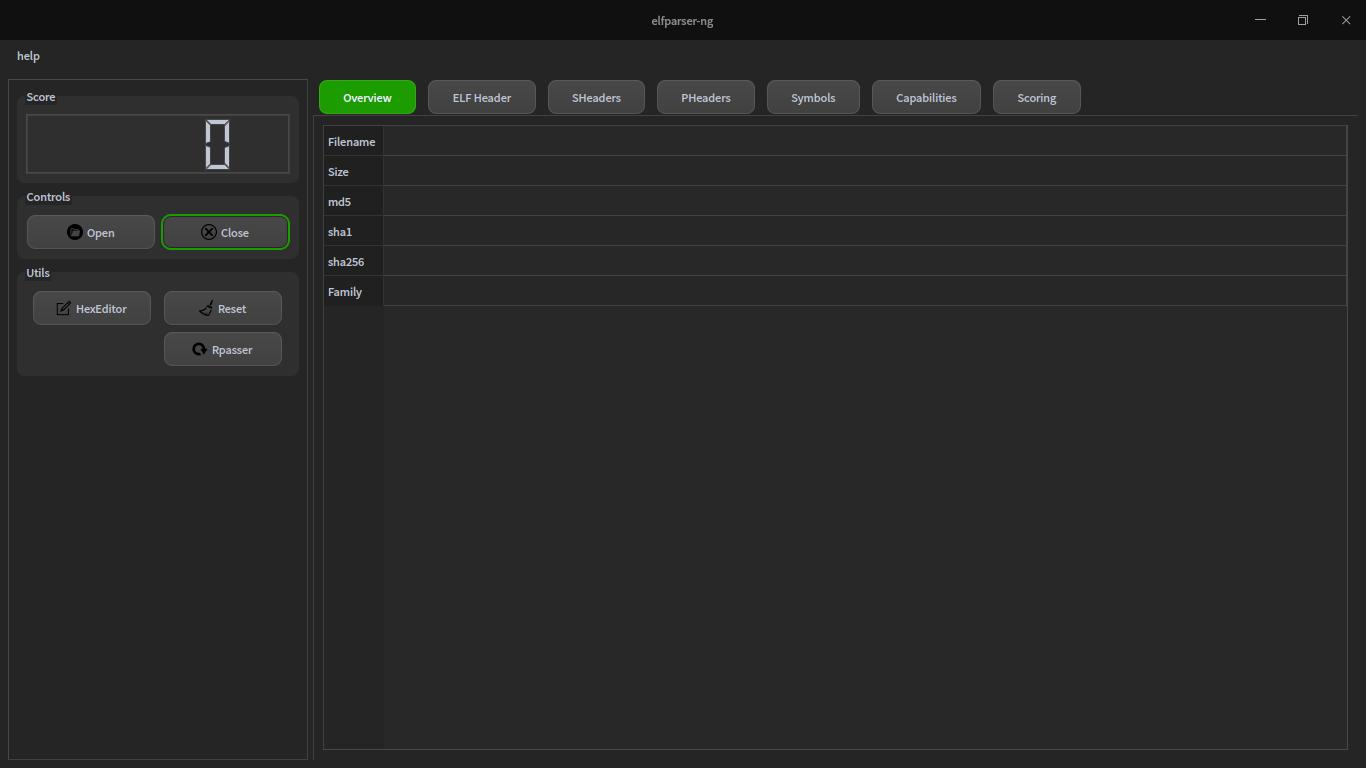 elfparser-ng
help
Score
0
Controls
Open
Close
Utils
HexEditor
Reset
Rpasser
Overview
ELF Header
SHeaders
PHeaders
Symbols
Capabilities
Scoring
Filename
Size
md5
sha1
sha256
Family